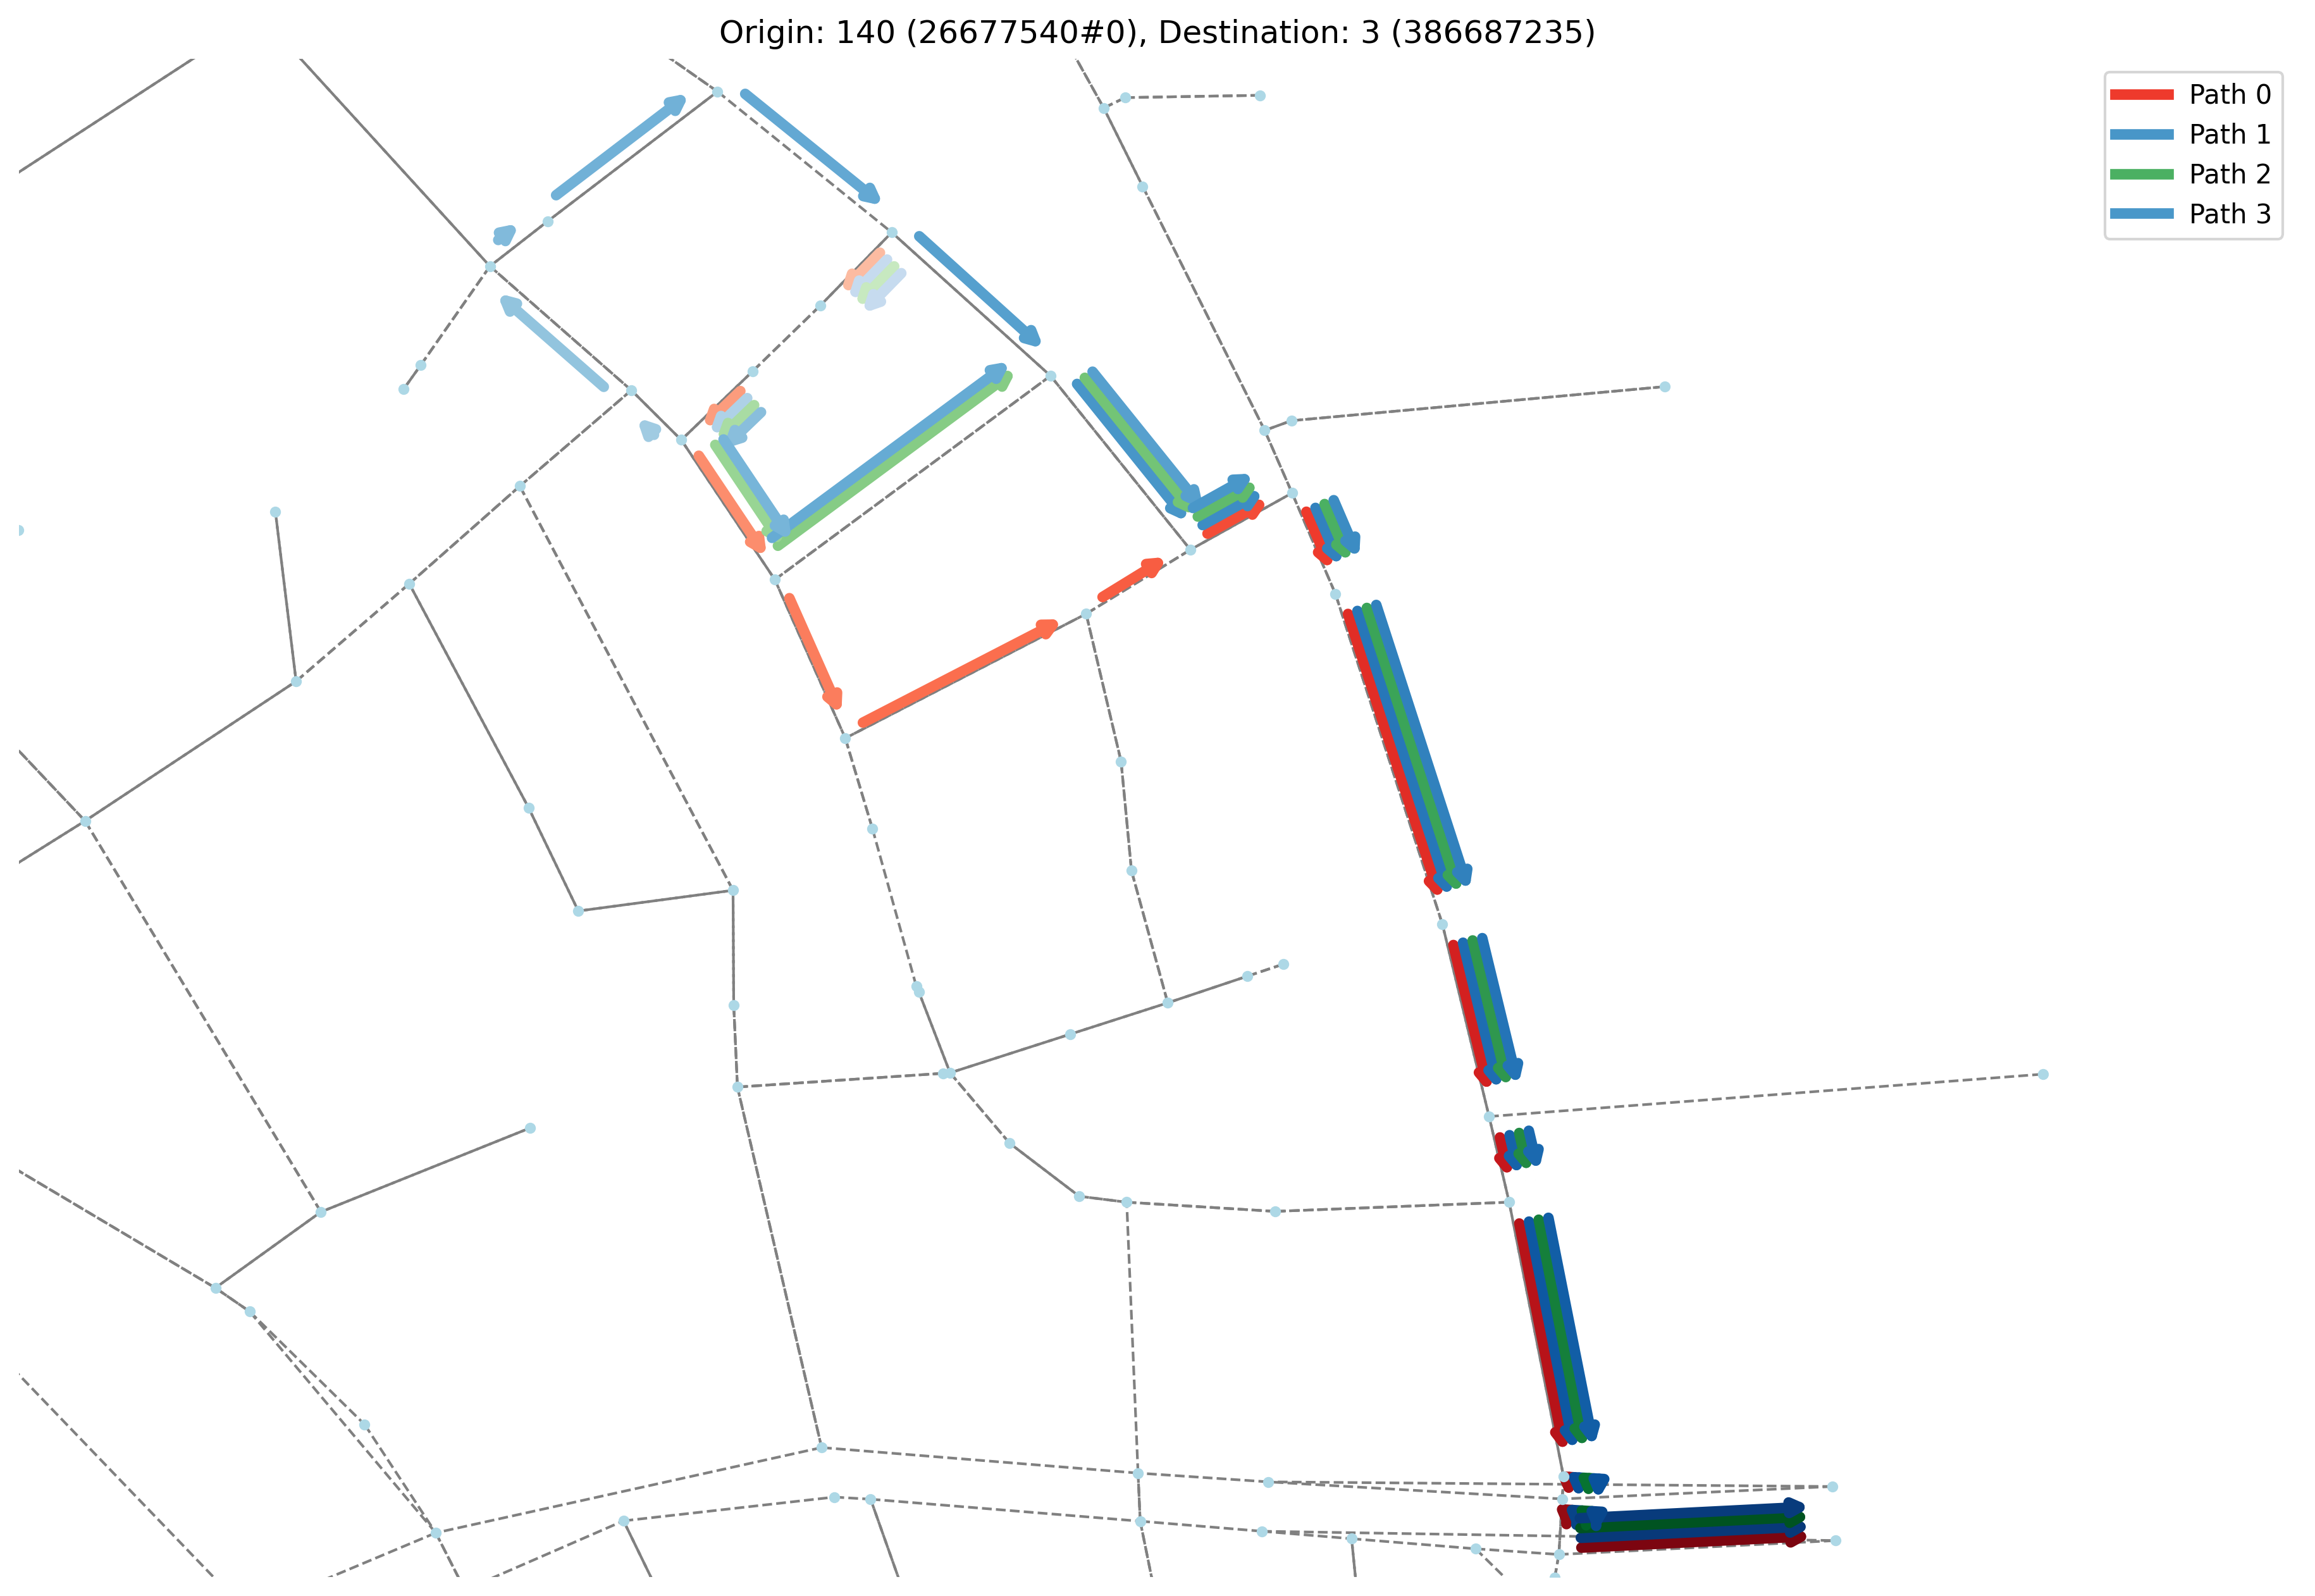 Origin: 140 (26677540#0), Destination: 3 (386687235)
Path 0
Path 1
Path 2
Path 3